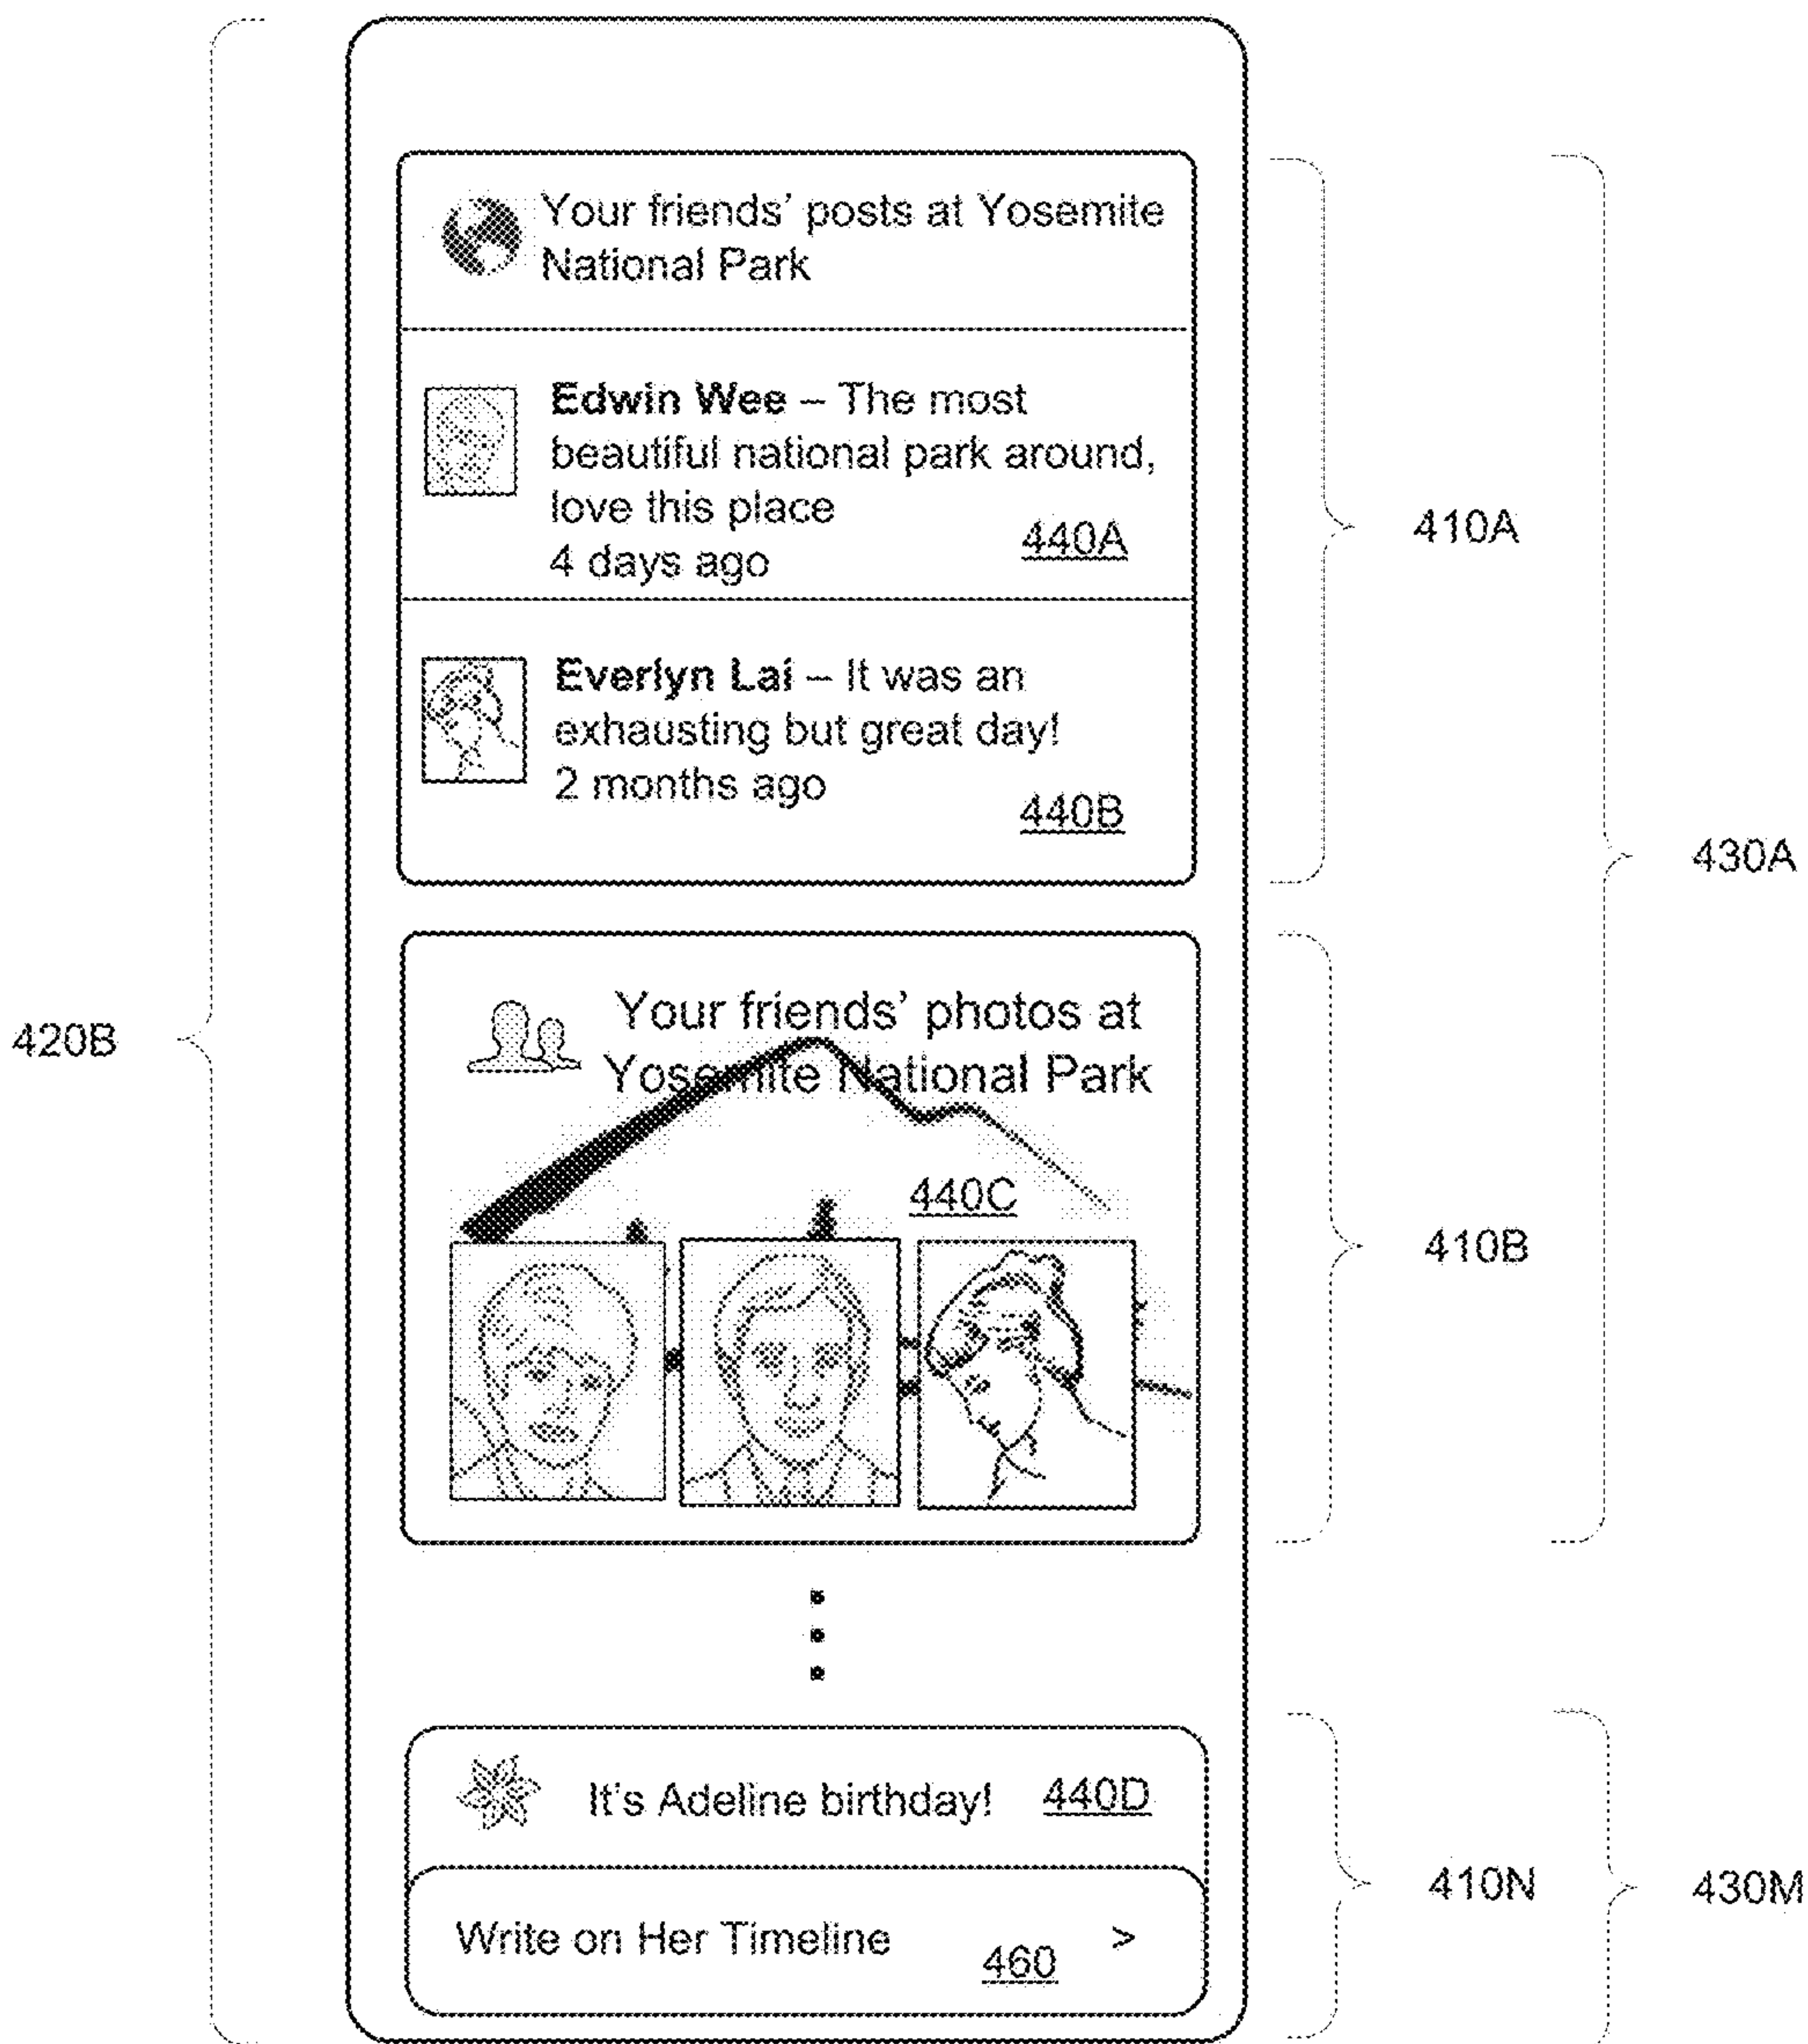 Your friends' posts at Yosemite
National Park
Edwin Wee – The most
beautiful national park around,
love this place
4 days ago
440A
410A
Everlyn Lai – It was an
exhausting but great day!
2 months ago
440B
430A
420B
Your friends' photos at
Yosemite National Park
440C
410B
It's Adeline birthday!
440D
410N
430M
Write on Her Timeline
460
>